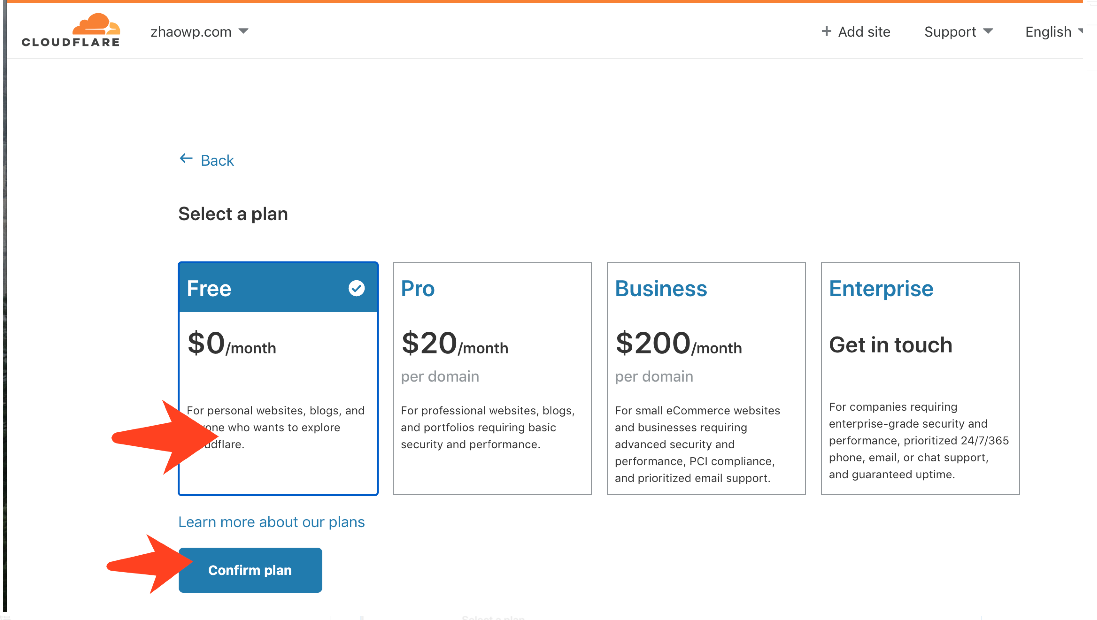 CLOUDFLARE
zhaowp.com
+ Add site
Support
English
← Back
Select a plan
Free
$0/month
For personal websites, blogs, and
one who wants to explore
dflare.
Pro
$20/month
per domain
For professional websites, blogs,
and portfolios requiring basic
security and performance.
Business
$200/month
per domain
For small eCommerce websites
and businesses requiring
advanced security and
performance, PCI compliance,
and prioritized email support.
Enterprise
Get in touch
For companies requiring
enterprise-grade security and
performance, prioritized 24/7/365
phone, email, or chat support,
and guaranteed uptime.
Learn more about our plans
Confirm plan